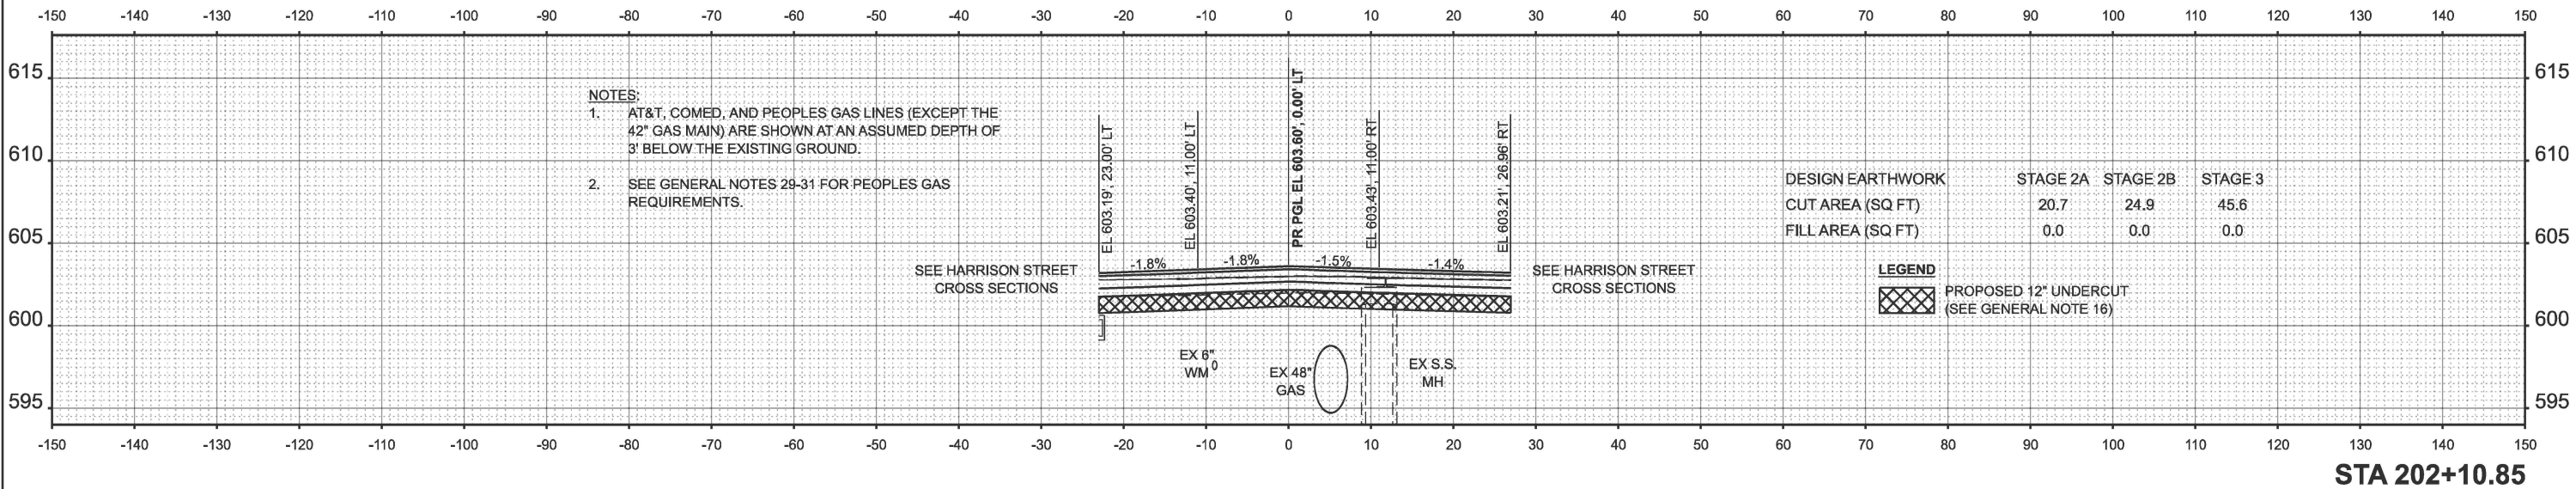 -150 -140 -130 -120 -110 -100 -90 -80 -70 -60 -50 -40 -30 -20 -10 0 10 20 30 40 50 60 70 80 90 100 110 120 130 140 150
615 615
610 610
605 605
600 600
595 595
NOTES:
1. AT&T, COMED, AND PEOPLES GAS LINES (EXCEPT THE
42" GAS MAIN) ARE SHOWN AT AN ASSUMED DEPTH OF
3' BELOW THE EXISTING GROUND.
2. SEE GENERAL NOTES 29-31 FOR PEOPLES GAS
REQUIREMENTS.
EL 603.19', 23.00' LT
EL 603.40', 11.00' LT
PR PGL EL 603.60', 0.00' LT
EL 603.43', 11.00' RT
EL 603.21', 26.96' RT
-1.8% -1.8% -1.5% -1.4%
SEE HARRISON STREET
CROSS SECTIONS
SEE HARRISON STREET
CROSS SECTIONS
EX 6"
WM
EX 48"
GAS
EX S.S.
MH
DESIGN EARTHWORK STAGE 2A STAGE 2B STAGE 3
CUT AREA (SQ FT) 20.7 24.9 45.6
FILL AREA (SQ FT) 0.0 0.0 0.0
LEGEND
PROPOSED 12" UNDERCUT
(SEE GENERAL NOTE 16)
-150 -140 -130 -120 -110 -100 -90 -80 -70 -60 -50 -40 -30 -20 -10 0 10 20 30 40 50 60 70 80 90 100 110 120 130 140 150
STA 202+10.85